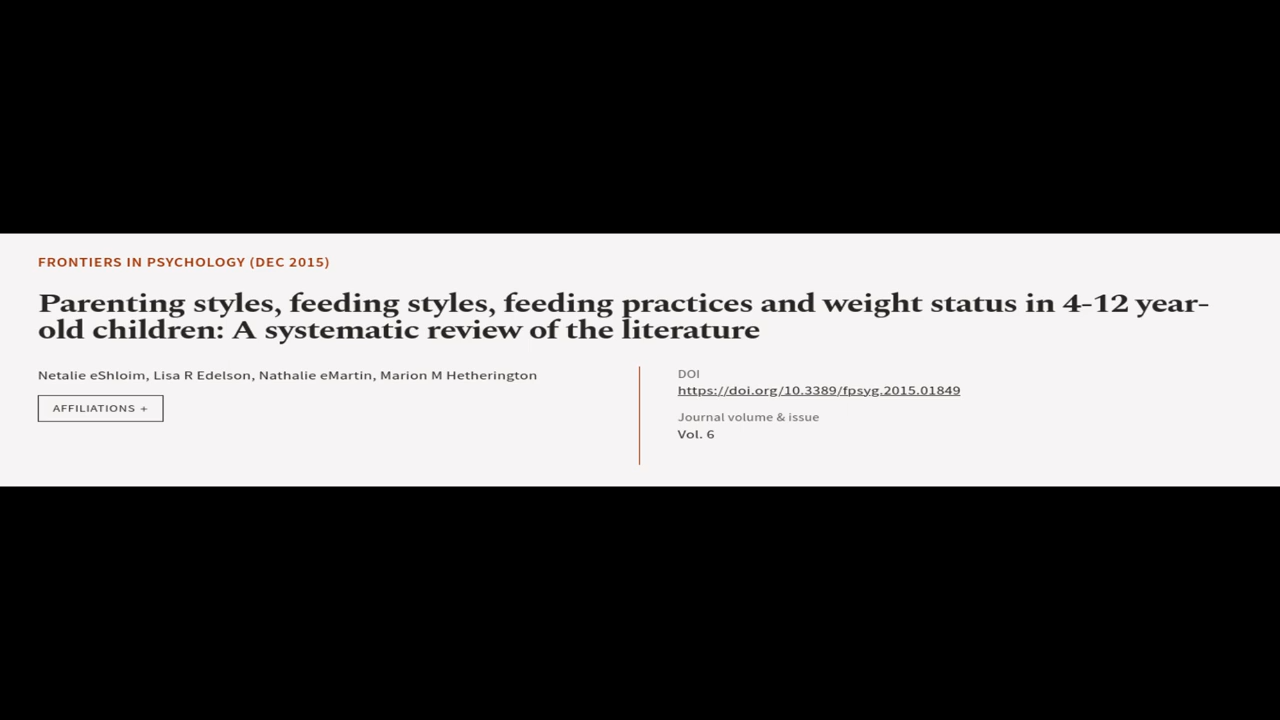 FRONTIERS IN PSYCHOLOGY (DEC 2015)
Parenting styles, feeding styles, feeding practices and weight status in 4-12 year-
old children: A systematic review of the literature
Netalie eShloim, Lisa R Edelson, Nathalie eMartin, Marion M Hetherington
AFFILIATIONS +
DOI
https://doi.org/10.3389/fpsyg.2015.01849
Journal volume & issue
Vol. 6